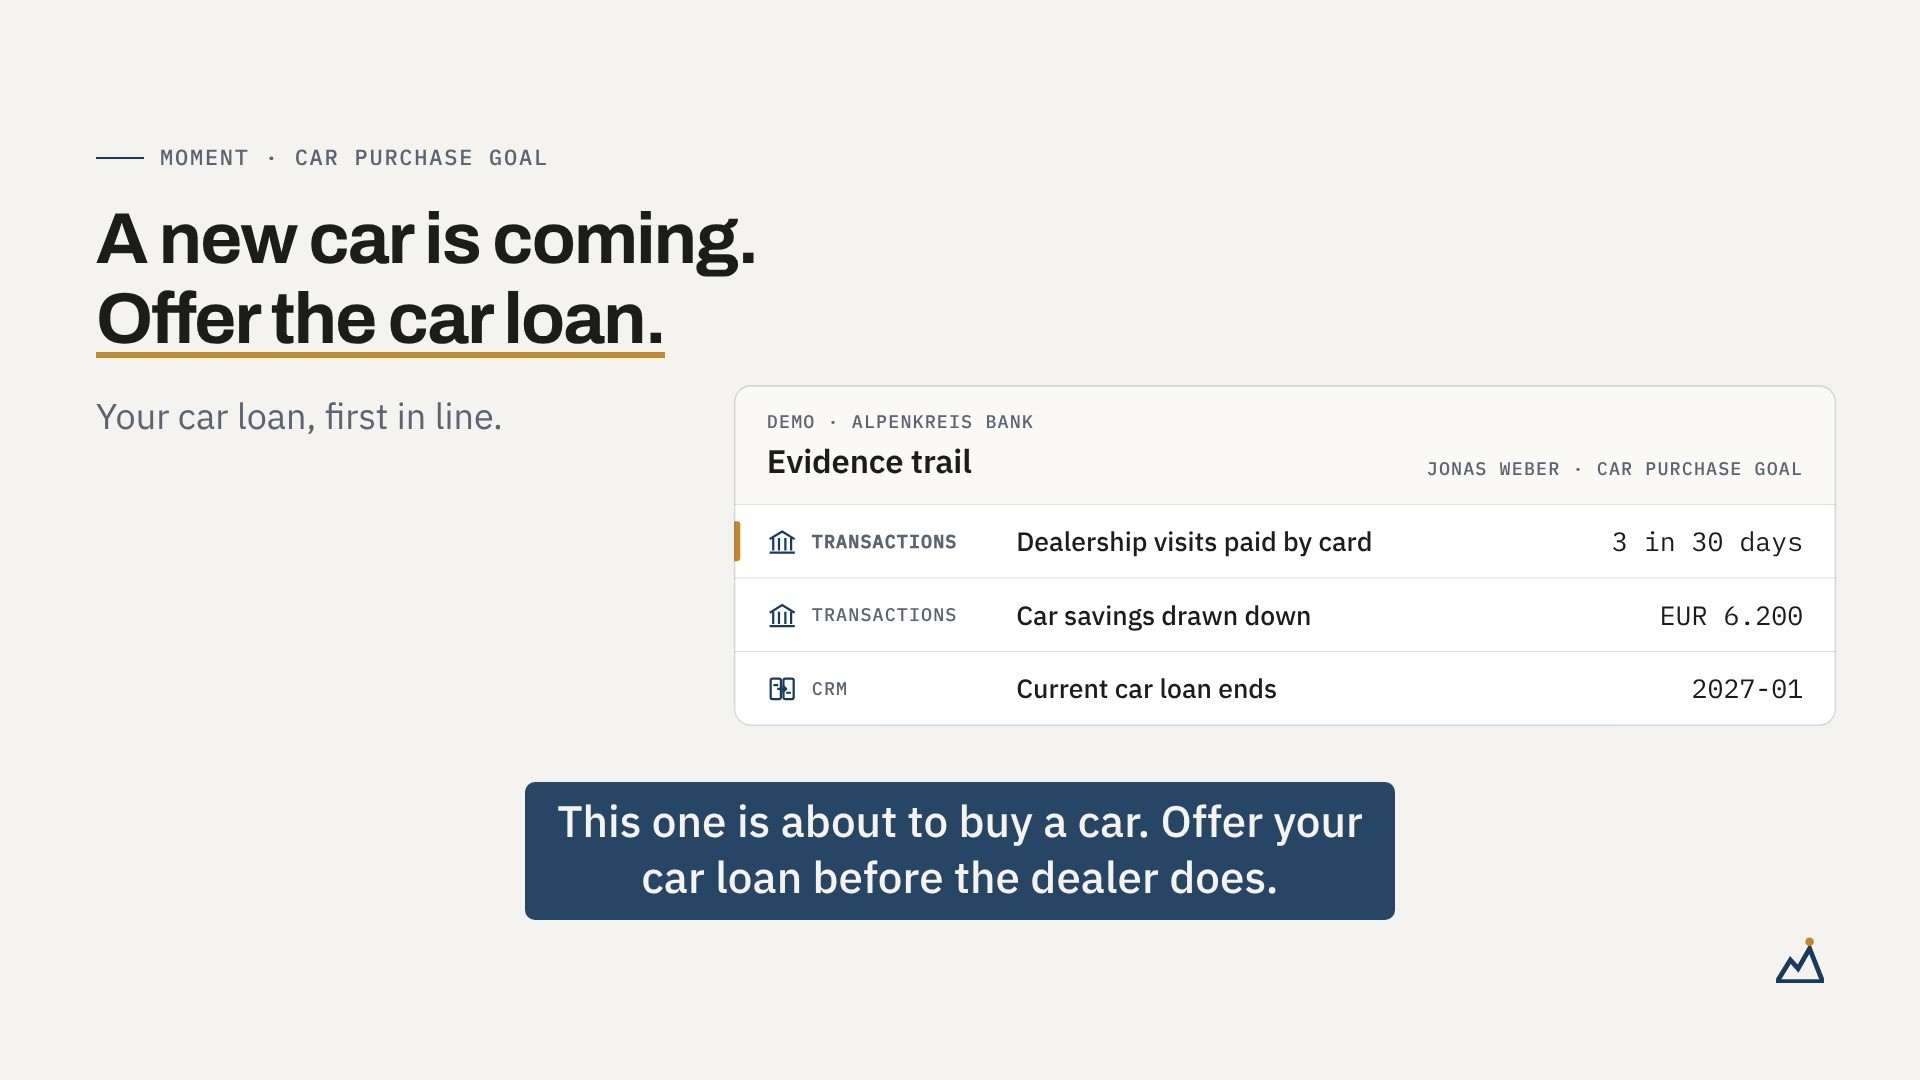 MOMENT · CAR PURCHASE GOAL
A new car is coming.
Offer the car loan.
Your car loan, first in line.
DEMO · ALPENKREIS BANK
Evidence trail
JONAS WEBER · CAR PURCHASE GOAL
TRANSACTIONS Dealership visits paid by card 3 in 30 days
TRANSACTIONS Car savings drawn down EUR 6.200
CRM Current car loan ends 2027-01
This one is about to buy a car. Offer your
car loan before the dealer does.